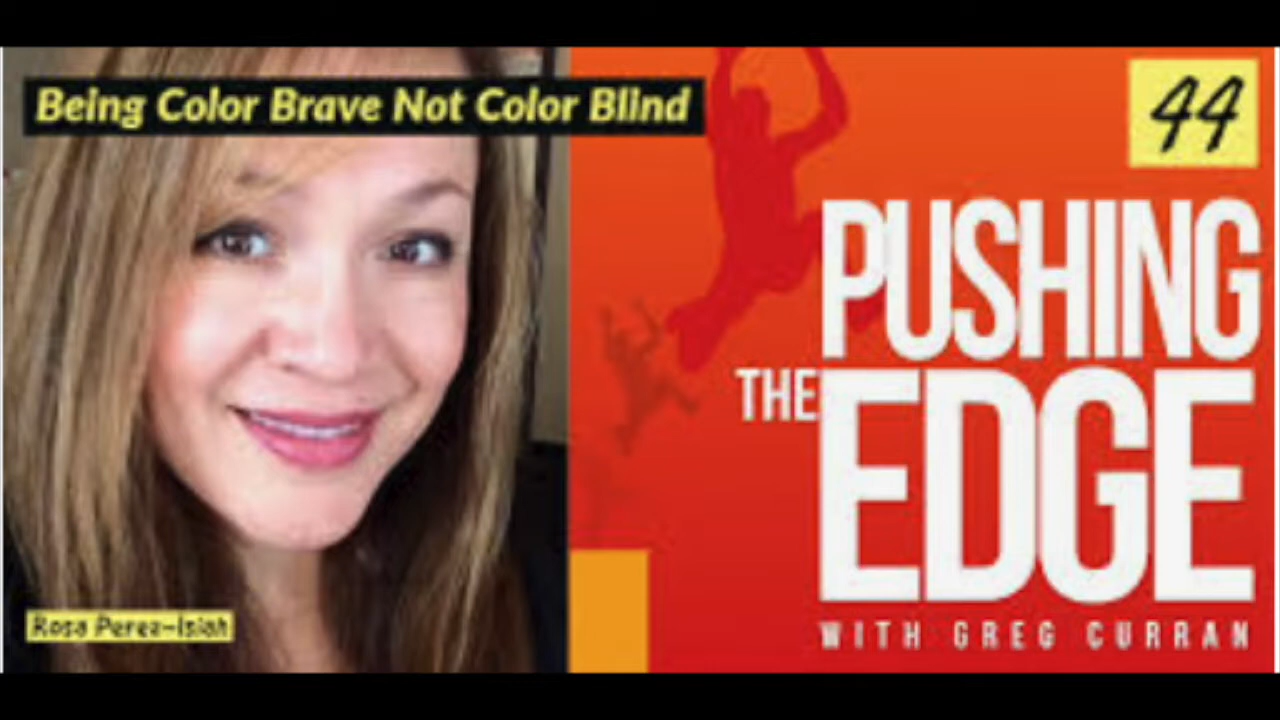 Being Color Brave Not Color Blind
44
PUSHING
THE EDGE
WITH GREG CURRAN
Rosa Perez-Isiah